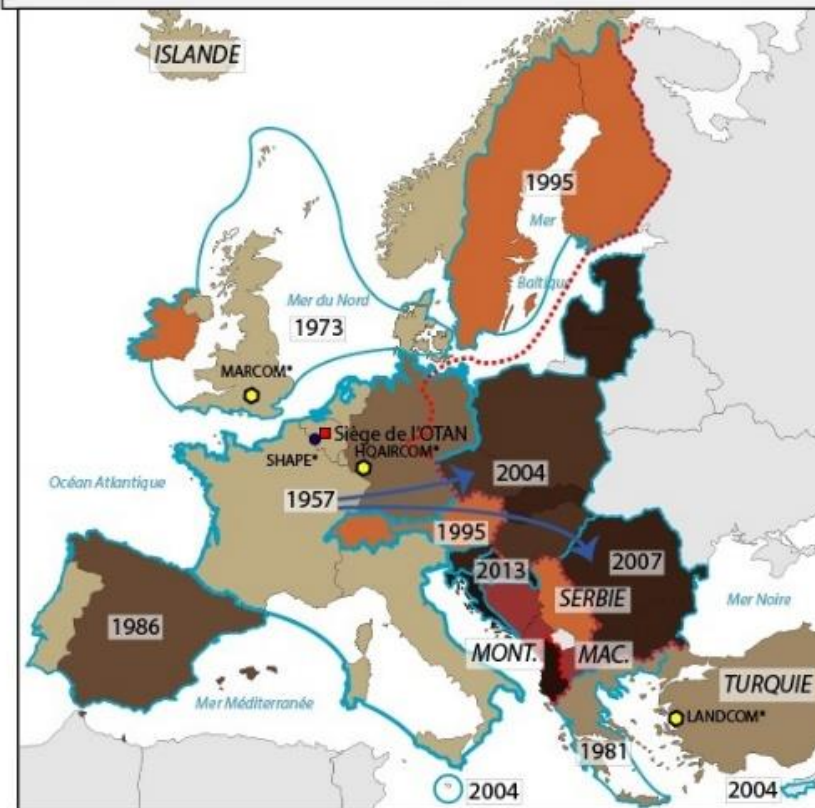 ISLANDE
1995
Mer
Baltique
Mer du Nord
1973
MARCOM*
Siège de l'OTAN
SHAPE*
HQAIRCOM*
Océan Atlantique
1957
2004
1995
2013
2007
SERBIE
Mer Noire
1986
MONT.
MAC.
TURQUIE
Mer Méditerranée
LANDCOM*
1981
2004
2004